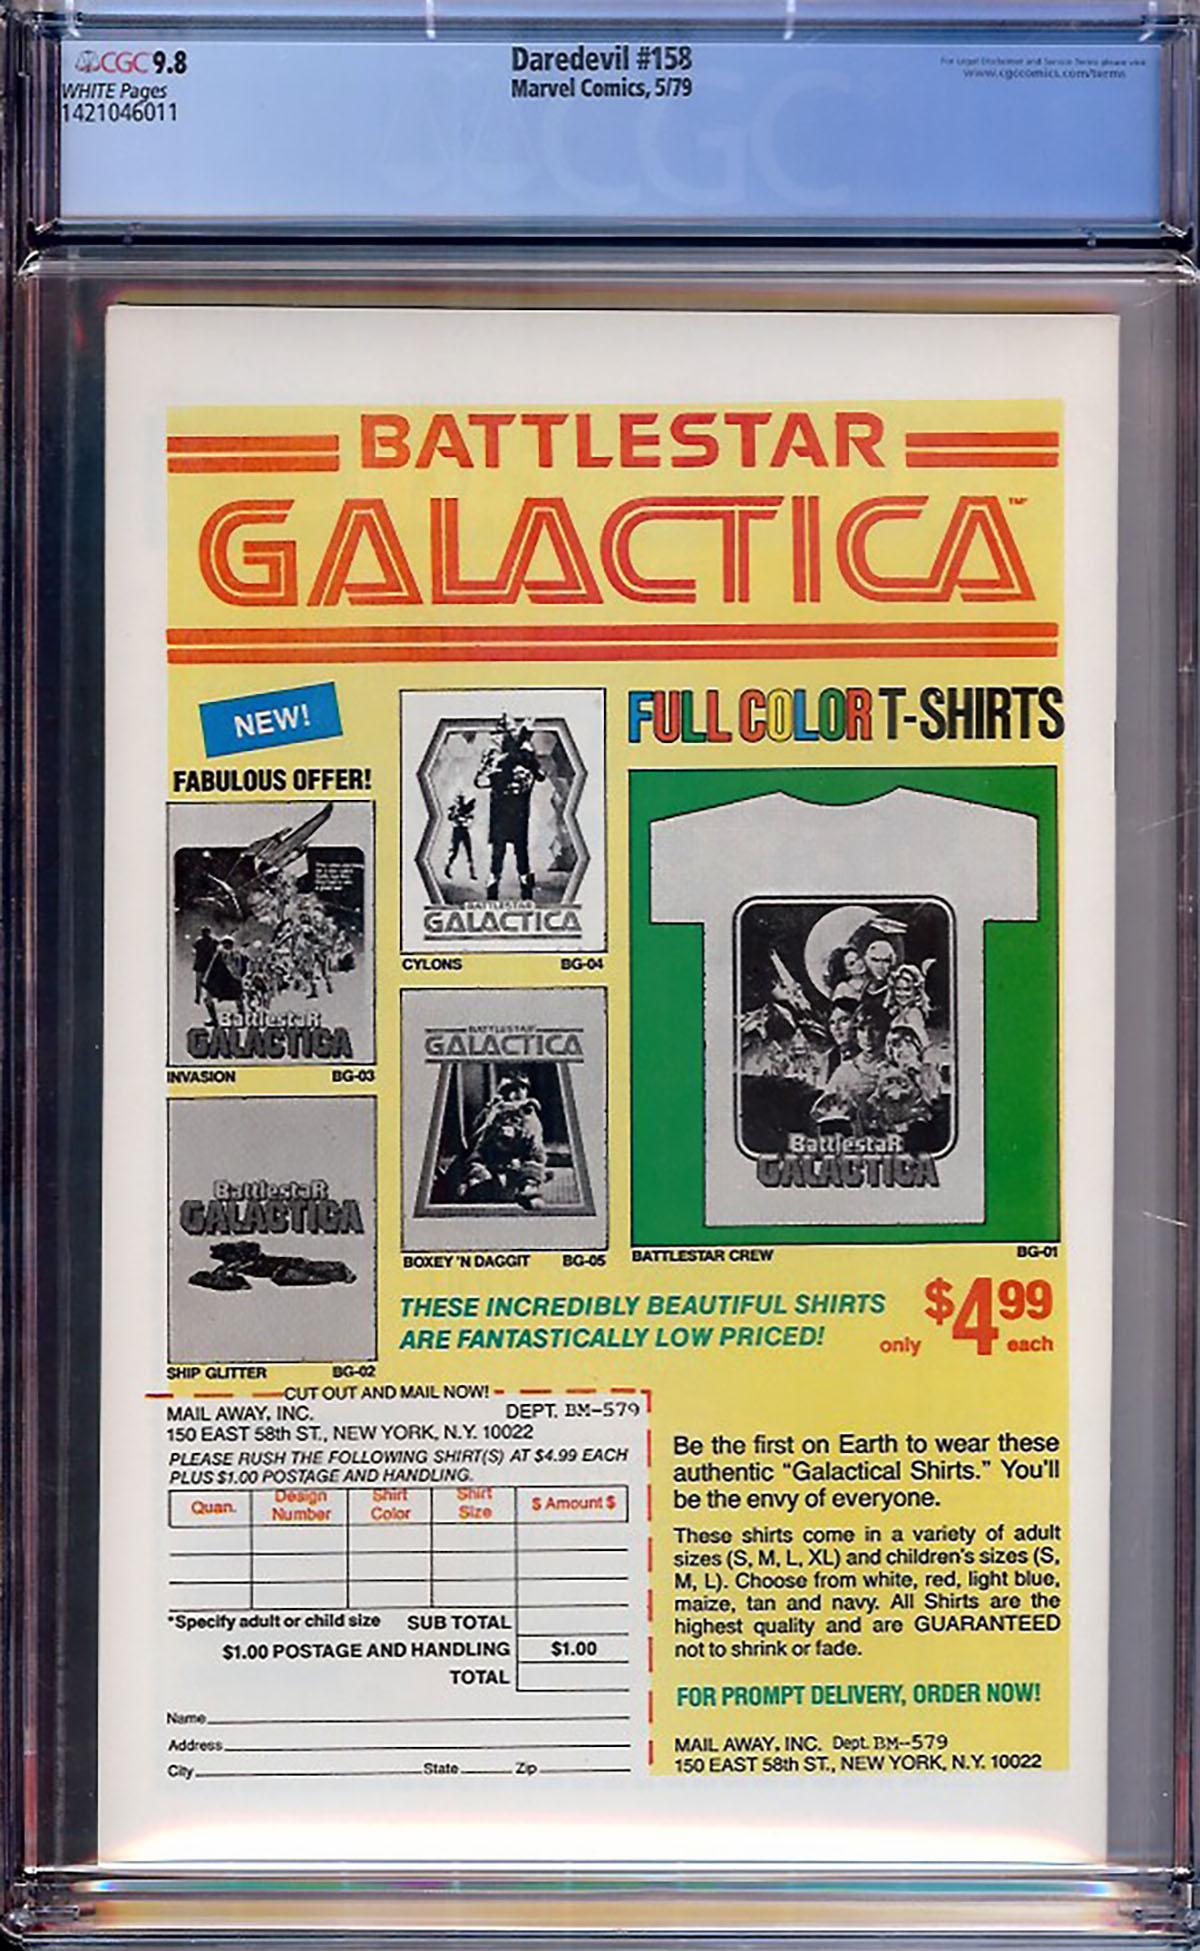 CGC 9.8
WHITE Pages
1421046011
Daredevil #158
Marvel Comics, 5/79
For Legal Disclaimer and Service Terms please visit
www.cgccomics.com/terms
CGC
BATTLESTAR
GALACTICA™
NEW!
FABULOUS OFFER!
FULL COLOR T-SHIRTS
BATTLESTAR
GALACTICA
CYLONS BG-04
BattlestaR
GALACTICA
INVASION BG-03
BATTLESTAR
GALACTICA
BOXEY 'N DAGGIT BG-05
BattlestaR
GALACTICA
BATTLESTAR CREW BG-01
BattlestaR
GALACTICA
SHIP GLITTER BG-02
THESE INCREDIBLY BEAUTIFUL SHIRTS
ARE FANTASTICALLY LOW PRICED!
only $4.99 each
CUT OUT AND MAIL NOW!
MAIL AWAY, INC. DEPT. BM-579
150 EAST 58th ST., NEW YORK, N.Y. 10022
PLEASE RUSH THE FOLLOWING SHIRT(S) AT $4.99 EACH
PLUS $1.00 POSTAGE AND HANDLING.
Quan. Design Number Shirt Color Shirt Size $ Amount $
*Specify adult or child size SUB TOTAL
$1.00 POSTAGE AND HANDLING $1.00
TOTAL
Name
Address
City State Zip
Be the first on Earth to wear these
authentic "Galactical Shirts." You'll
be the envy of everyone.
These shirts come in a variety of adult
sizes (S, M, L, XL) and children's sizes (S,
M, L). Choose from white, red, light blue,
maize, tan and navy. All Shirts are the
highest quality and are GUARANTEED
not to shrink or fade.
FOR PROMPT DELIVERY, ORDER NOW!
MAIL AWAY, INC. Dept. BM-579
150 EAST 58th ST., NEW YORK, N.Y. 10022